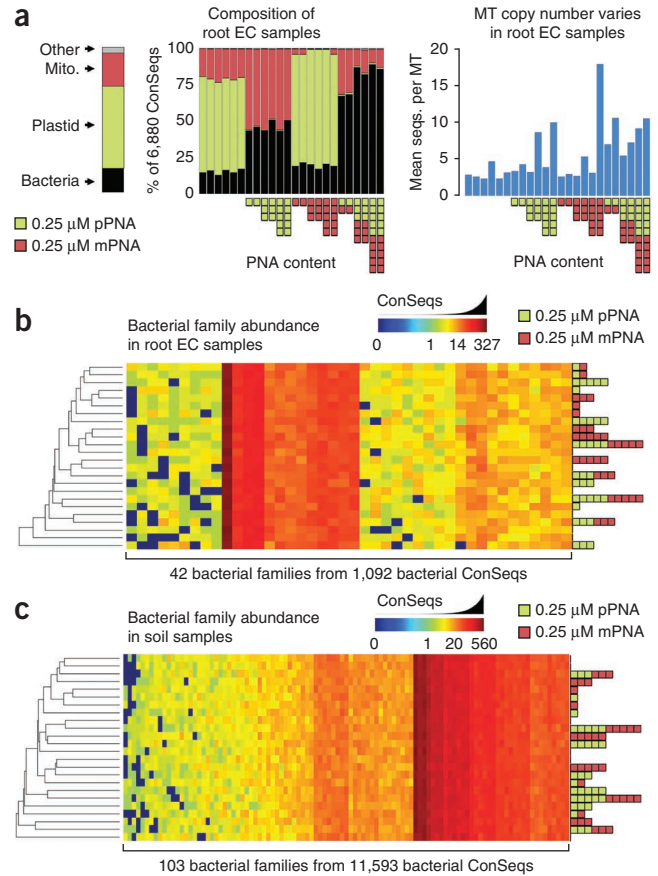 a
Composition of
root EC samples
MT copy number varies
in root EC samples
Other
Mito.
Plastid
Bacteria
% of 6,880 ConSeqs
100
75
50
25
0
Mean seqs. per MT
20
15
10
5
0
0.25 μM pPNA
0.25 μM mPNA
PNA content
PNA content
b
Bacterial family abundance
in root EC samples
ConSeqs
0 1 14 327
0.25 μM pPNA
0.25 μM mPNA
42 bacterial families from 1,092 bacterial ConSeqs
c
Bacterial family abundance
in soil samples
ConSeqs
0 1 20 560
0.25 μM pPNA
0.25 μM mPNA
103 bacterial families from 11,593 bacterial ConSeqs